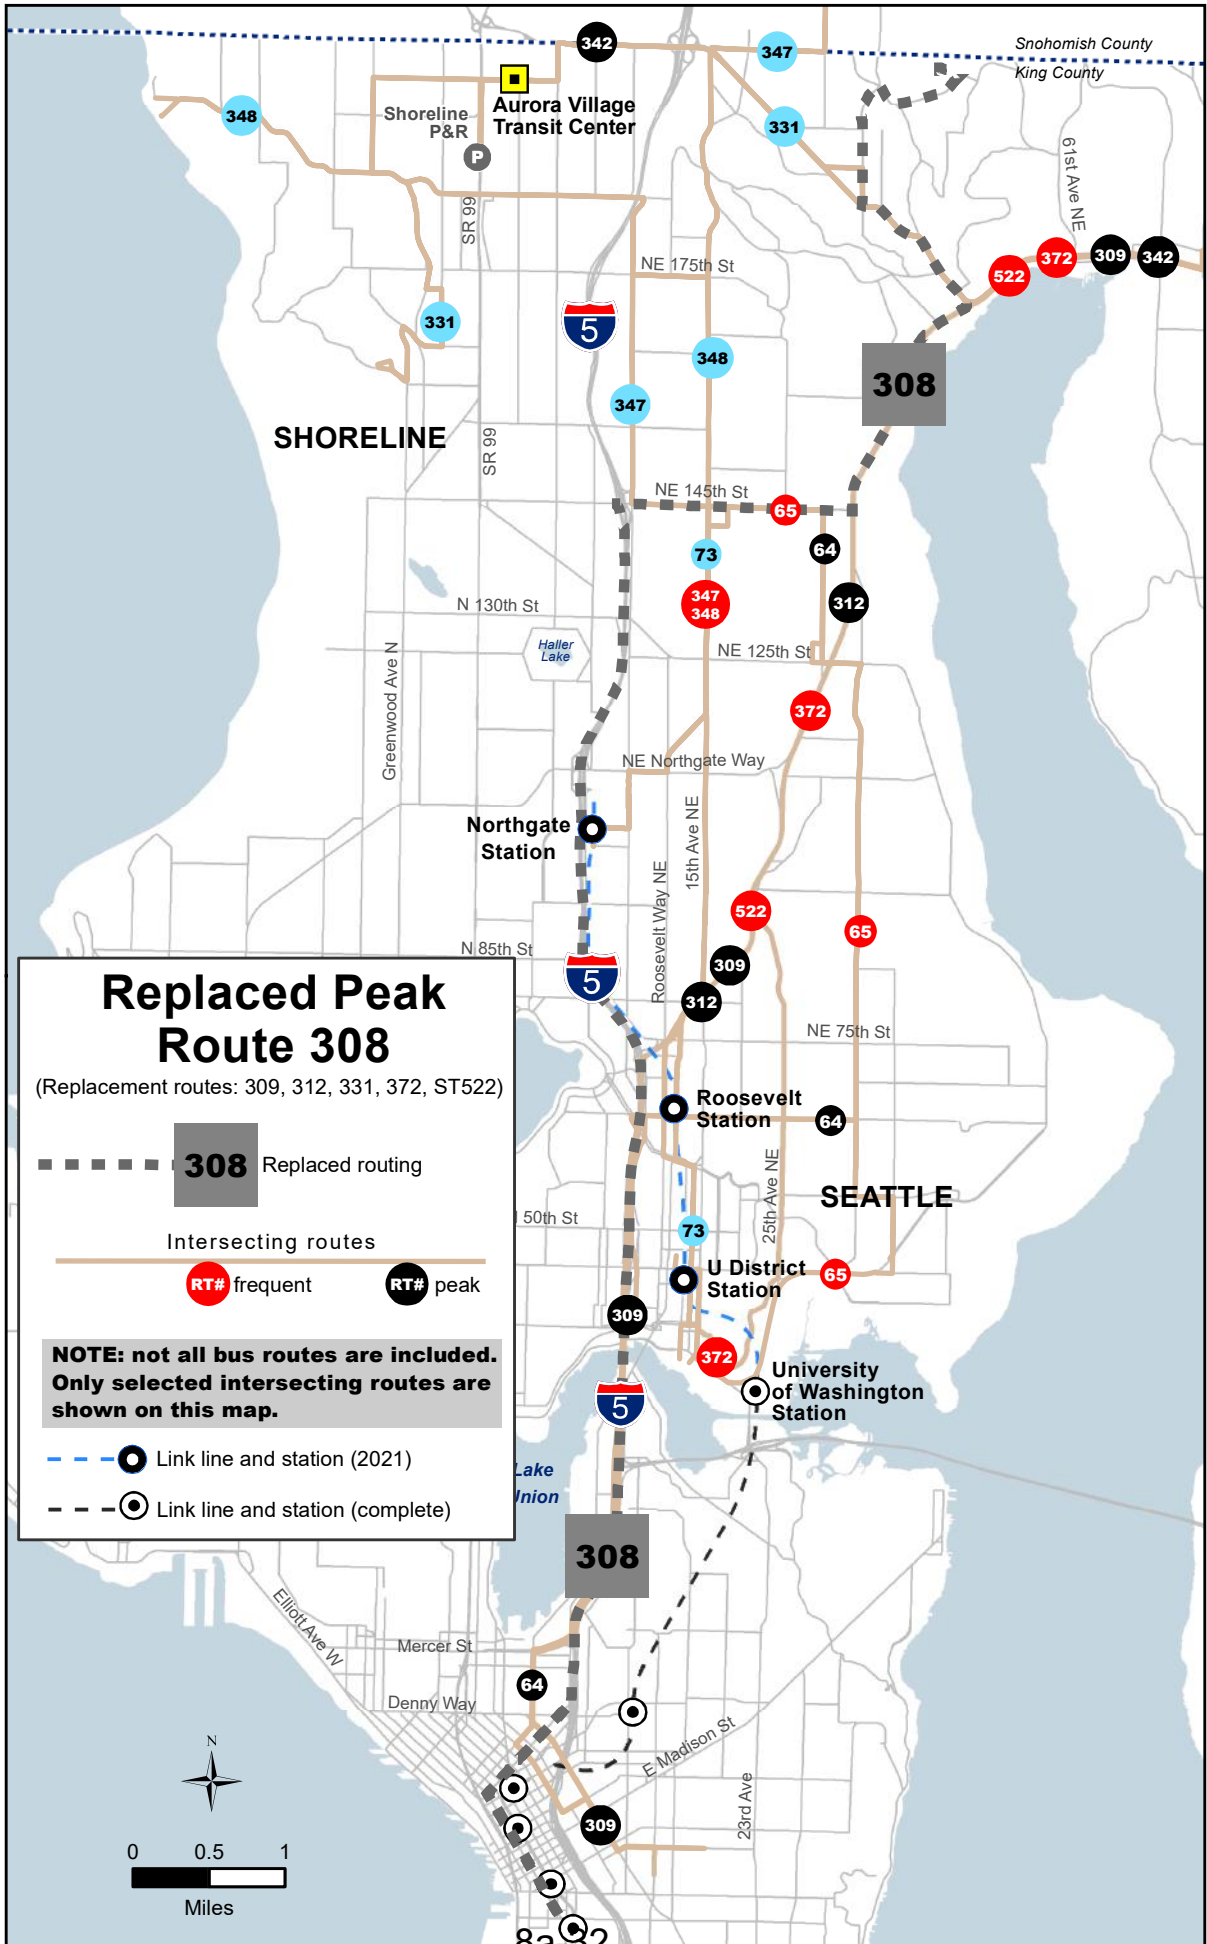 342
347
Snohomish County
King County
Aurora Village
Transit Center
Shoreline
P&R
P
348
331
61st Ave NE
SR 99
NE 175th St
522
372
309
342
331
5
348
308
347
SHORELINE
SR 99
NE 145th St
65
73
64
347
348
312
N 130th St
Haller
Lake
NE 125th St
Greenwood Ave N
372
NE Northgate Way
Northgate
Station
15th Ave NE
Roosevelt Way NE
522
65
N 85th St
309
5
312
NE 75th St
Replaced Peak
Route 308
(Replacement routes: 309, 312, 331, 372, ST522)
308
Replaced routing
Intersecting routes
RT# frequent
RT# peak
NOTE: not all bus routes are included.
Only selected intersecting routes are
shown on this map.
Link line and station (2021)
Link line and station (complete)
Roosevelt
Station
64
25th Ave NE
SEATTLE
50th St
73
U District
Station
65
309
372
University
of Washington
Station
5
Lake
Union
308
Elliott Ave W
Mercer St
64
Denny Way
E Madison St
N
23rd Ave
309
0 0.5 1
Miles